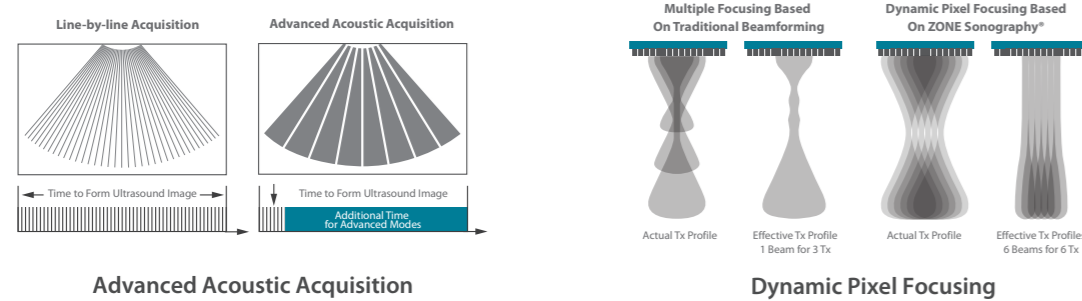 Line-by-line Acquisition
Time to Form Ultrasound Image
Advanced Acoustic Acquisition
Time to Form Ultrasound Image
Additional Time
for Advanced Modes
Advanced Acoustic Acquisition
Multiple Focusing Based
On Traditional Beamforming
Actual Tx Profile
Effective Tx Profile
1 Beam for 3 Tx
Dynamic Pixel Focusing Based
On ZONE Sonography®
Actual Tx Profile
Effective Tx Profile
6 Beams for 6 Tx
Dynamic Pixel Focusing